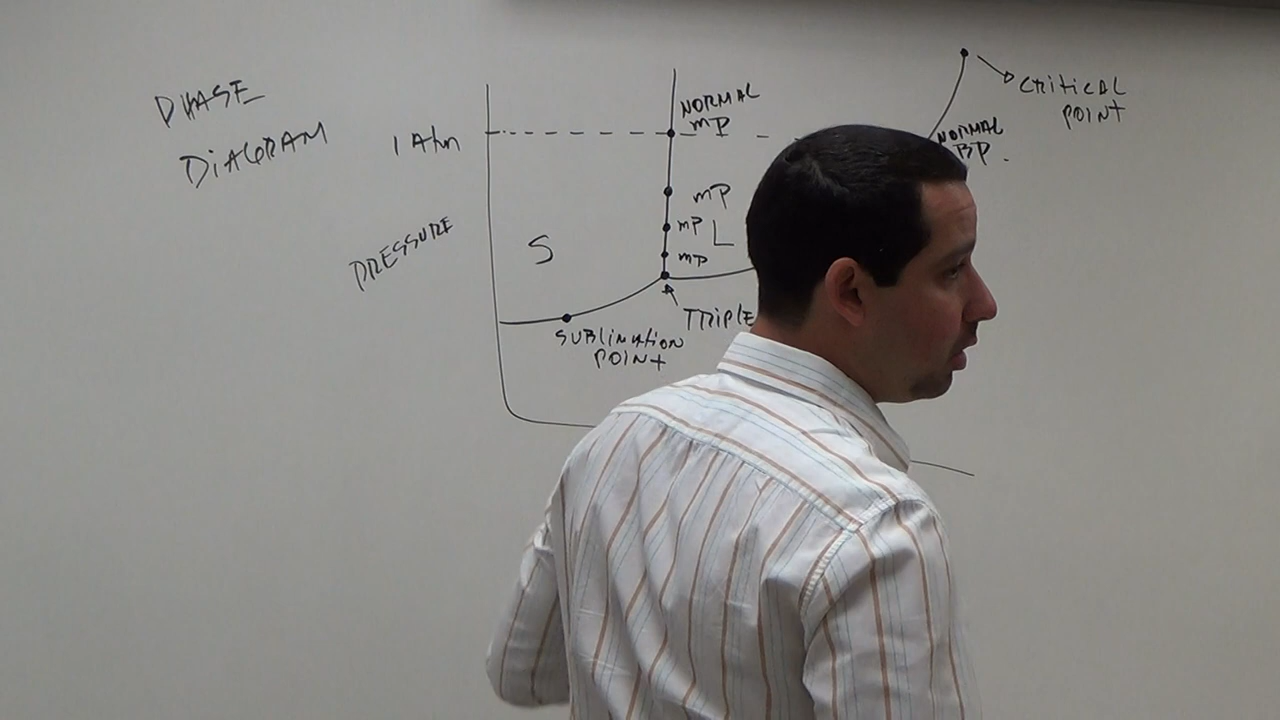 PHASE
DIAGRAM
1 Atm
PRESSURE
S
NORMAL
mp
mp
mp
L
mp
TRIPLE
SUBLIMATION
POINT
NORMAL
BP.
CRITICAL
POINT